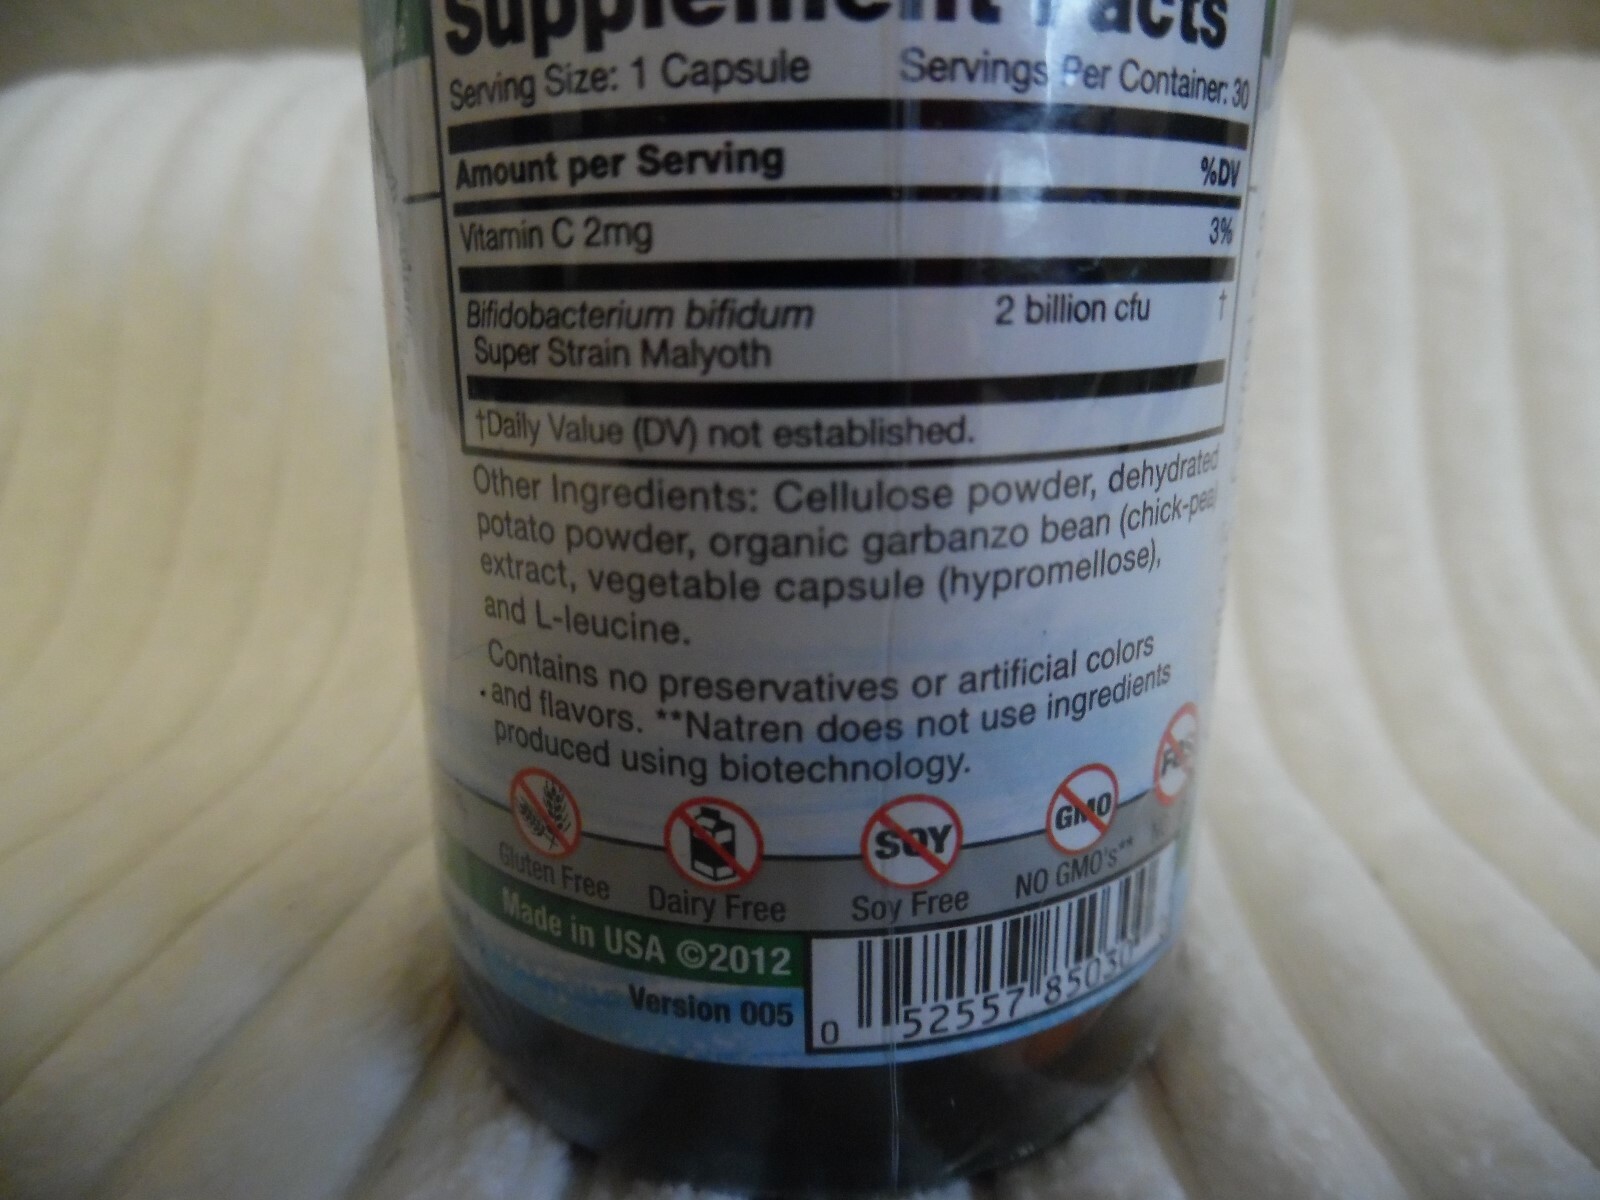 Supplement Facts
Serving Size: 1 Capsule Servings Per Container: 30
Amount per Serving %DV
Vitamin C 2mg 3%
Bifidobacterium bifidum 2 billion cfu †
Super Strain Malyoth
†Daily Value (DV) not established.
Other Ingredients: Cellulose powder, dehydrated
potato powder, organic garbanzo bean (chick-pea)
extract, vegetable capsule (hypromellose),
and L-leucine.
Contains no preservatives or artificial colors
and flavors. **Natren does not use ingredients
produced using biotechnology.
SOY GMO
Gluten Free Dairy Free Soy Free NO GMO's**
Made in USA ©2012
Version 005
0 52557 85030